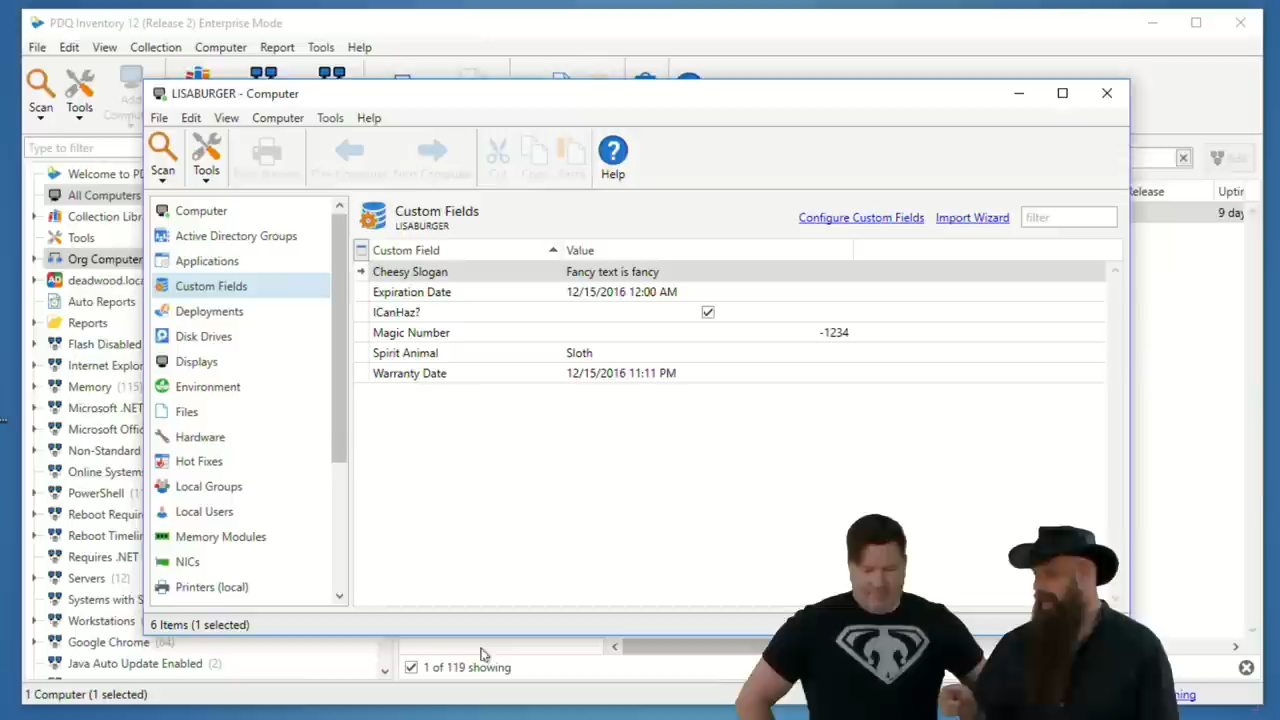 PDQ Inventory 12 (Release 2) Enterprise Mode
File Edit View Collection Computer Report Tools Help
Scan Tools
Type to filter
Welcome to PD
All Computers
Collection Libr
Tools
Org Computer
deadwood.loca
Auto Reports
Reports
Flash Disabled
Internet Explor
Memory (115)
Microsoft .NET
Microsoft Offic
Non-Standard
Online System
PowerShell
Reboot Requir
Reboot Timelin
Requires .NET
Servers (12)
Systems with S
Workstations
Google Chrome (84)
Java Auto Update Enabled (2)
LISABURGER - Computer
File Edit View Computer Tools Help
Scan Tools Help
Computer
Active Directory Groups
Applications
Custom Fields
Deployments
Disk Drives
Displays
Environment
Files
Hardware
Hot Fixes
Local Groups
Local Users
Memory Modules
NICs
Printers (local)
Custom Fields
LISABURGER
Configure Custom Fields Import Wizard filter
Custom Field Value
Cheesy Slogan Fancy text is fancy
Expiration Date 12/15/2016 12:00 AM
ICanHaz?
Magic Number -1234
Spirit Animal Sloth
Warranty Date 12/15/2016 11:11 PM
6 Items (1 selected)
elease Uptin
9 day
1 of 119 showing
1 Computer (1 selected)
ning